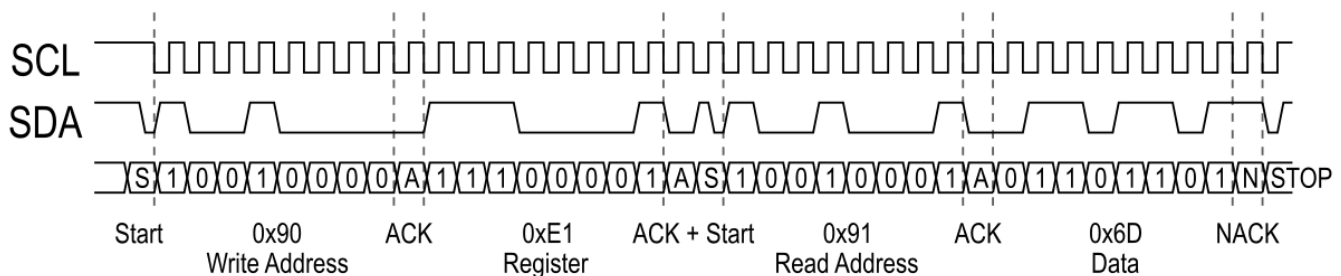 SCL
SDA
S 1 0 0 1 0 0 0 0 A 1 1 1 0 0 0 0 1 A S 1 0 0 1 0 0 0 1 A 0 1 1 0 1 1 0 1 N STOP
Start 0x90 ACK 0xE1 ACK + Start 0x91 ACK 0x6D NACK
Write Address Register Read Address Data